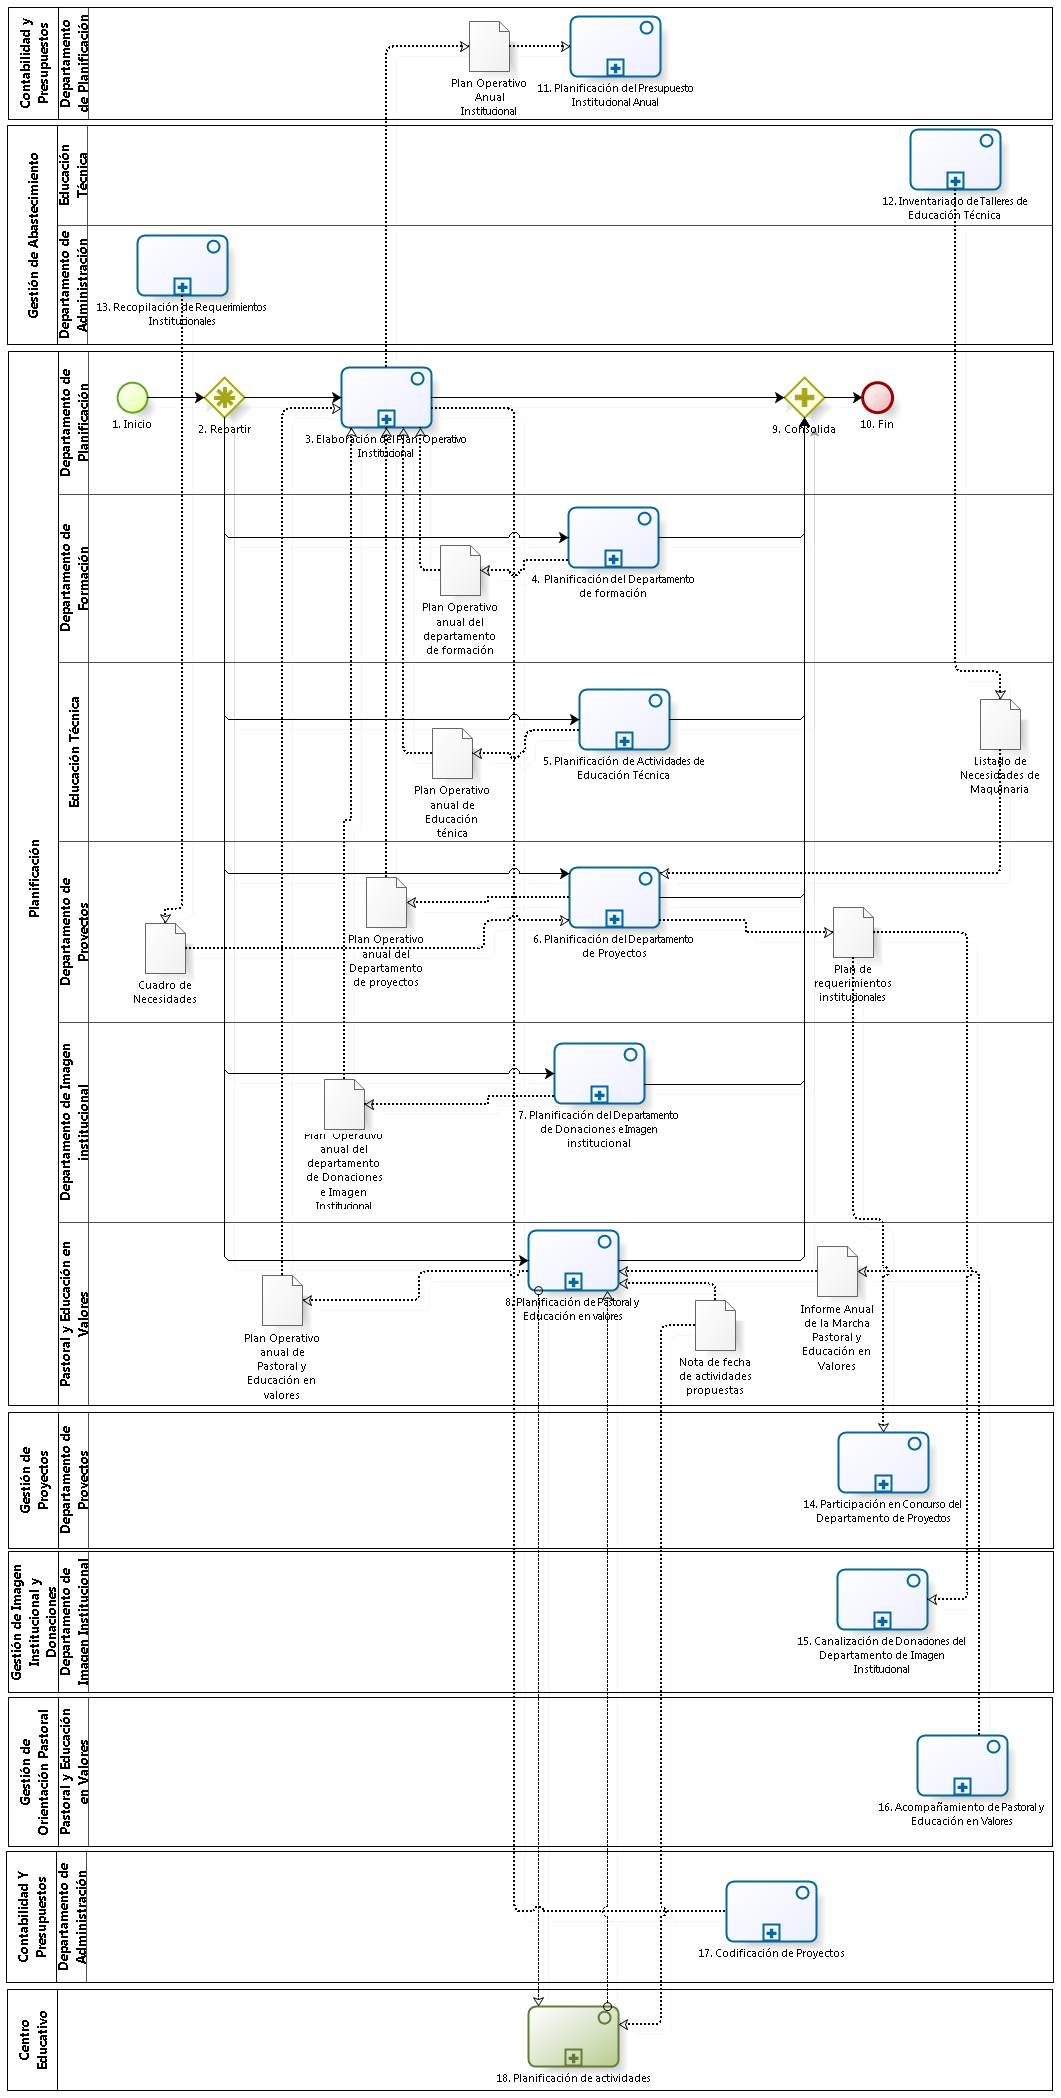 Contabilidad y
Presupuestos
Departamento
de Planificación
Plan Operativo
Anual
Institucional
11. Planificación del Presupuesto
Institucional Anual
Gestión de Abastecimiento
Educación
Técnica
12. Inventariado de Talleres de
Educación Técnica
Departamento de
Administración
13. Recopilación de Requerimientos
Institucionales
Planificación
Departamento de
Planificación
1. Inicio
2. Repartir
3. Elaboración del Plan Operativo
Institucional
9. Consolida
10. Fin
Departamento de
Formación
4. Planificación del Departamento
de formación
Plan Operativo
anual del
departamento
de formación
Educación Técnica
5. Planificación de Actividades de
Educación Técnica
Plan Operativo
anual de
Educación
ténica
Listado de
Necesidades de
Maquinaria
Departamento de
Proyectos
Cuadro de
Necesidades
Plan Operativo
anual del
Departamento
de proyectos
6. Planificación del Departamento
de Proyectos
Plan de
requerimientos
institucionales
Departamento de Imagen
institucional
Plan Operativo
anual del
departamento
de Donaciones
e Imagen
Institucional
7. Planificación del Departamento
de Donaciones e Imagen
institucional
Pastoral y Educación en
Valores
Plan Operativo
anual de
Pastoral y
Educación en
valores
8. Planificación de Pastoral y
Educación en valores
Nota de fecha
de actividades
propuestas
Informe Anual
de la Marcha
Pastoral y
Educación en
Valores
Gestión de
Proyectos
Departamento de
Proyectos
14. Participación en Concurso del
Departamento de Proyectos
Gestión de Imagen
Institucional y
Donaciones
Departamento de
Imagen Institucional
15. Canalización de Donaciones del
Departamento de Imagen
Institucional
Gestión de
Orientación Pastoral
Pastoral y Educación
en Valores
16. Acompañamiento de Pastoral y
Educación en Valores
Contabilidad Y
Presupuestos
Departamento de
Administración
17. Codificación de Proyectos
Centro
Educativo
18. Planificación de actividades